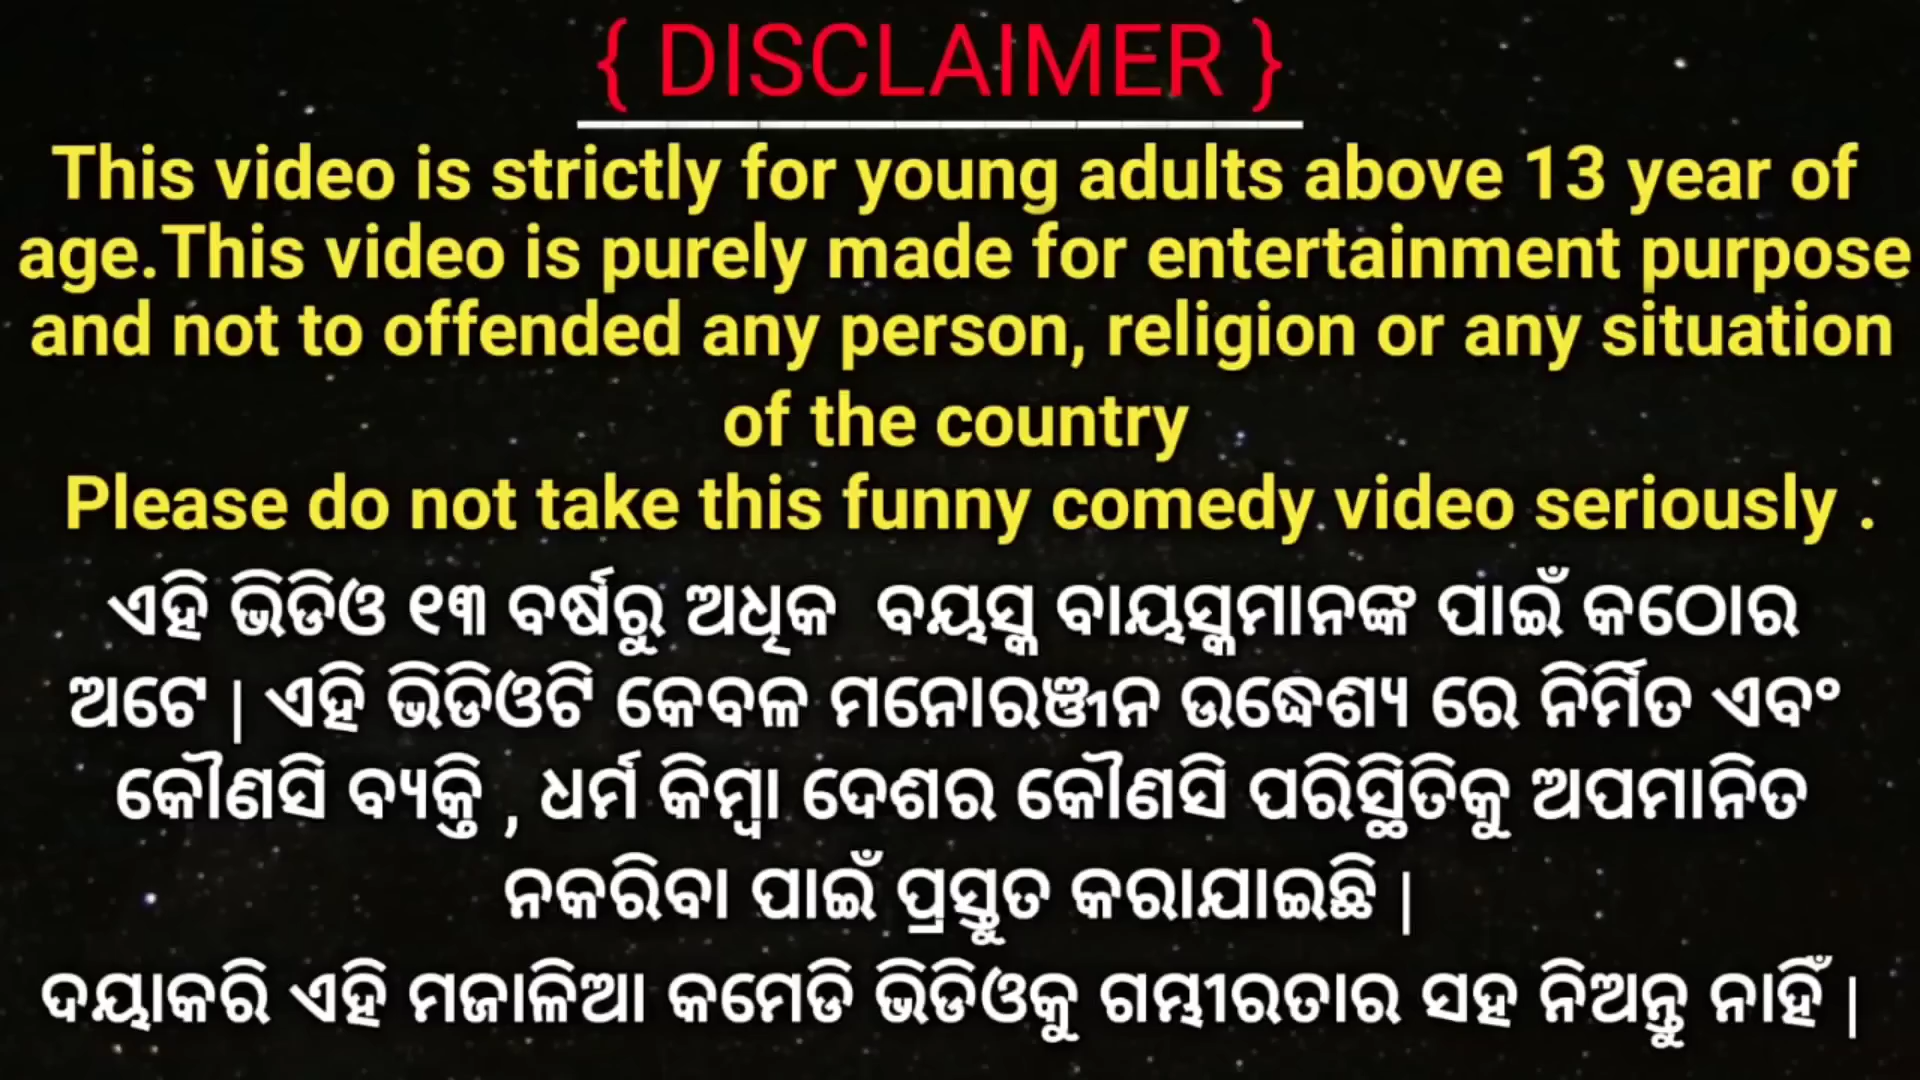 { DISCLAIMER }
This video is strictly for young adults above 13 year of
age.This video is purely made for entertainment purpose
and not to offended any person, religion or any situation
of the country
Please do not take this funny comedy video seriously .
ଏହି ଭିଡିଓ ୧୩ ବର୍ଷରୁ ଅଧିକ ବୟସ୍କ ବାୟସ୍କମାନଙ୍କ ପାଇଁ କଠୋର
ଅଟେ | ଏହି ଭିଡିଓଟି କେବଳ ମନୋରଞ୍ଜନ ଉଦ୍ଧେଶ୍ୟ ରେ ନିର୍ମିତ ଏବଂ
କୌଣସି ବ୍ୟକ୍ତି , ଧର୍ମ କିମ୍ବା ଦେଶର କୌଣସି ପରିସ୍ଥିତିକୁ ଅପମାନିତ
ନକରିବା ପାଇଁ ପ୍ରସ୍ତୁତ କରାଯାଇଛି |
ଦୟାକରି ଏହି ମଜାଳିଆ କମେଡି ଭିଡିଓକୁ ଗମ୍ଭୀରତାର ସହ ନିଅନ୍ତୁ ନାହିଁ |